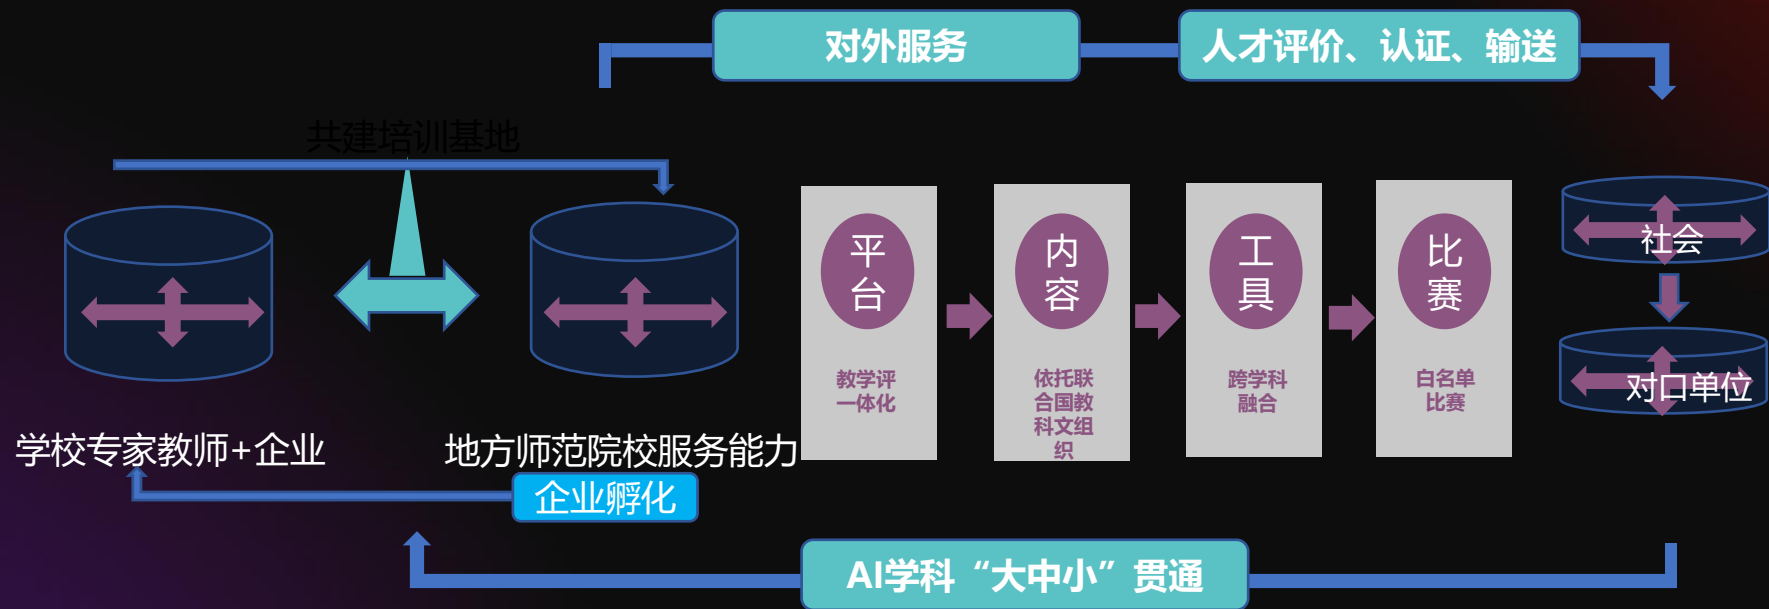 对外服务
人才评价、认证、输送
共建培训基地
平
台
教学评
一体化
内
容
依托联
合国教
科文组
织
工
具
跨学科
融合
比
赛
白名单
比赛
社会
对口单位
学校专家教师+企业
地方师范院校服务能力
企业孵化
AI学科“大中小”贯通